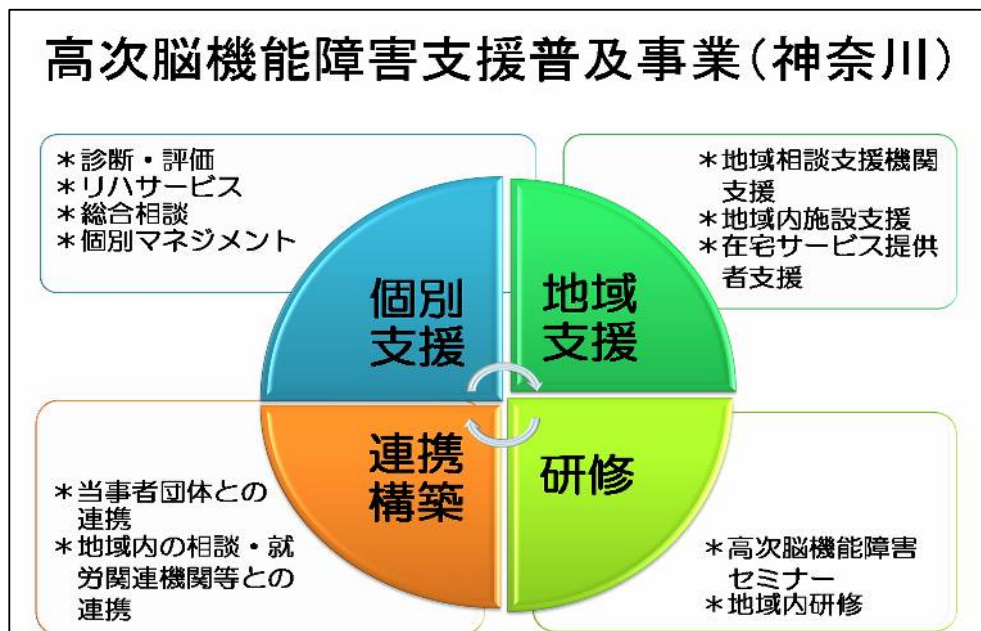 高次脳機能障害支援普及事業(神奈川)
＊診断・評価
＊リハサービス
＊総合相談
＊個別マネジメント
＊地域相談支援機関
支援
＊地域内施設支援
＊在宅サービス提供
者支援
個別
支援
地域
支援
連携
構築
研修
＊当事者団体との
連携
＊地域内の相談・就
労関連機関等との
連携
＊高次脳機能障害
セミナー
＊地域内研修